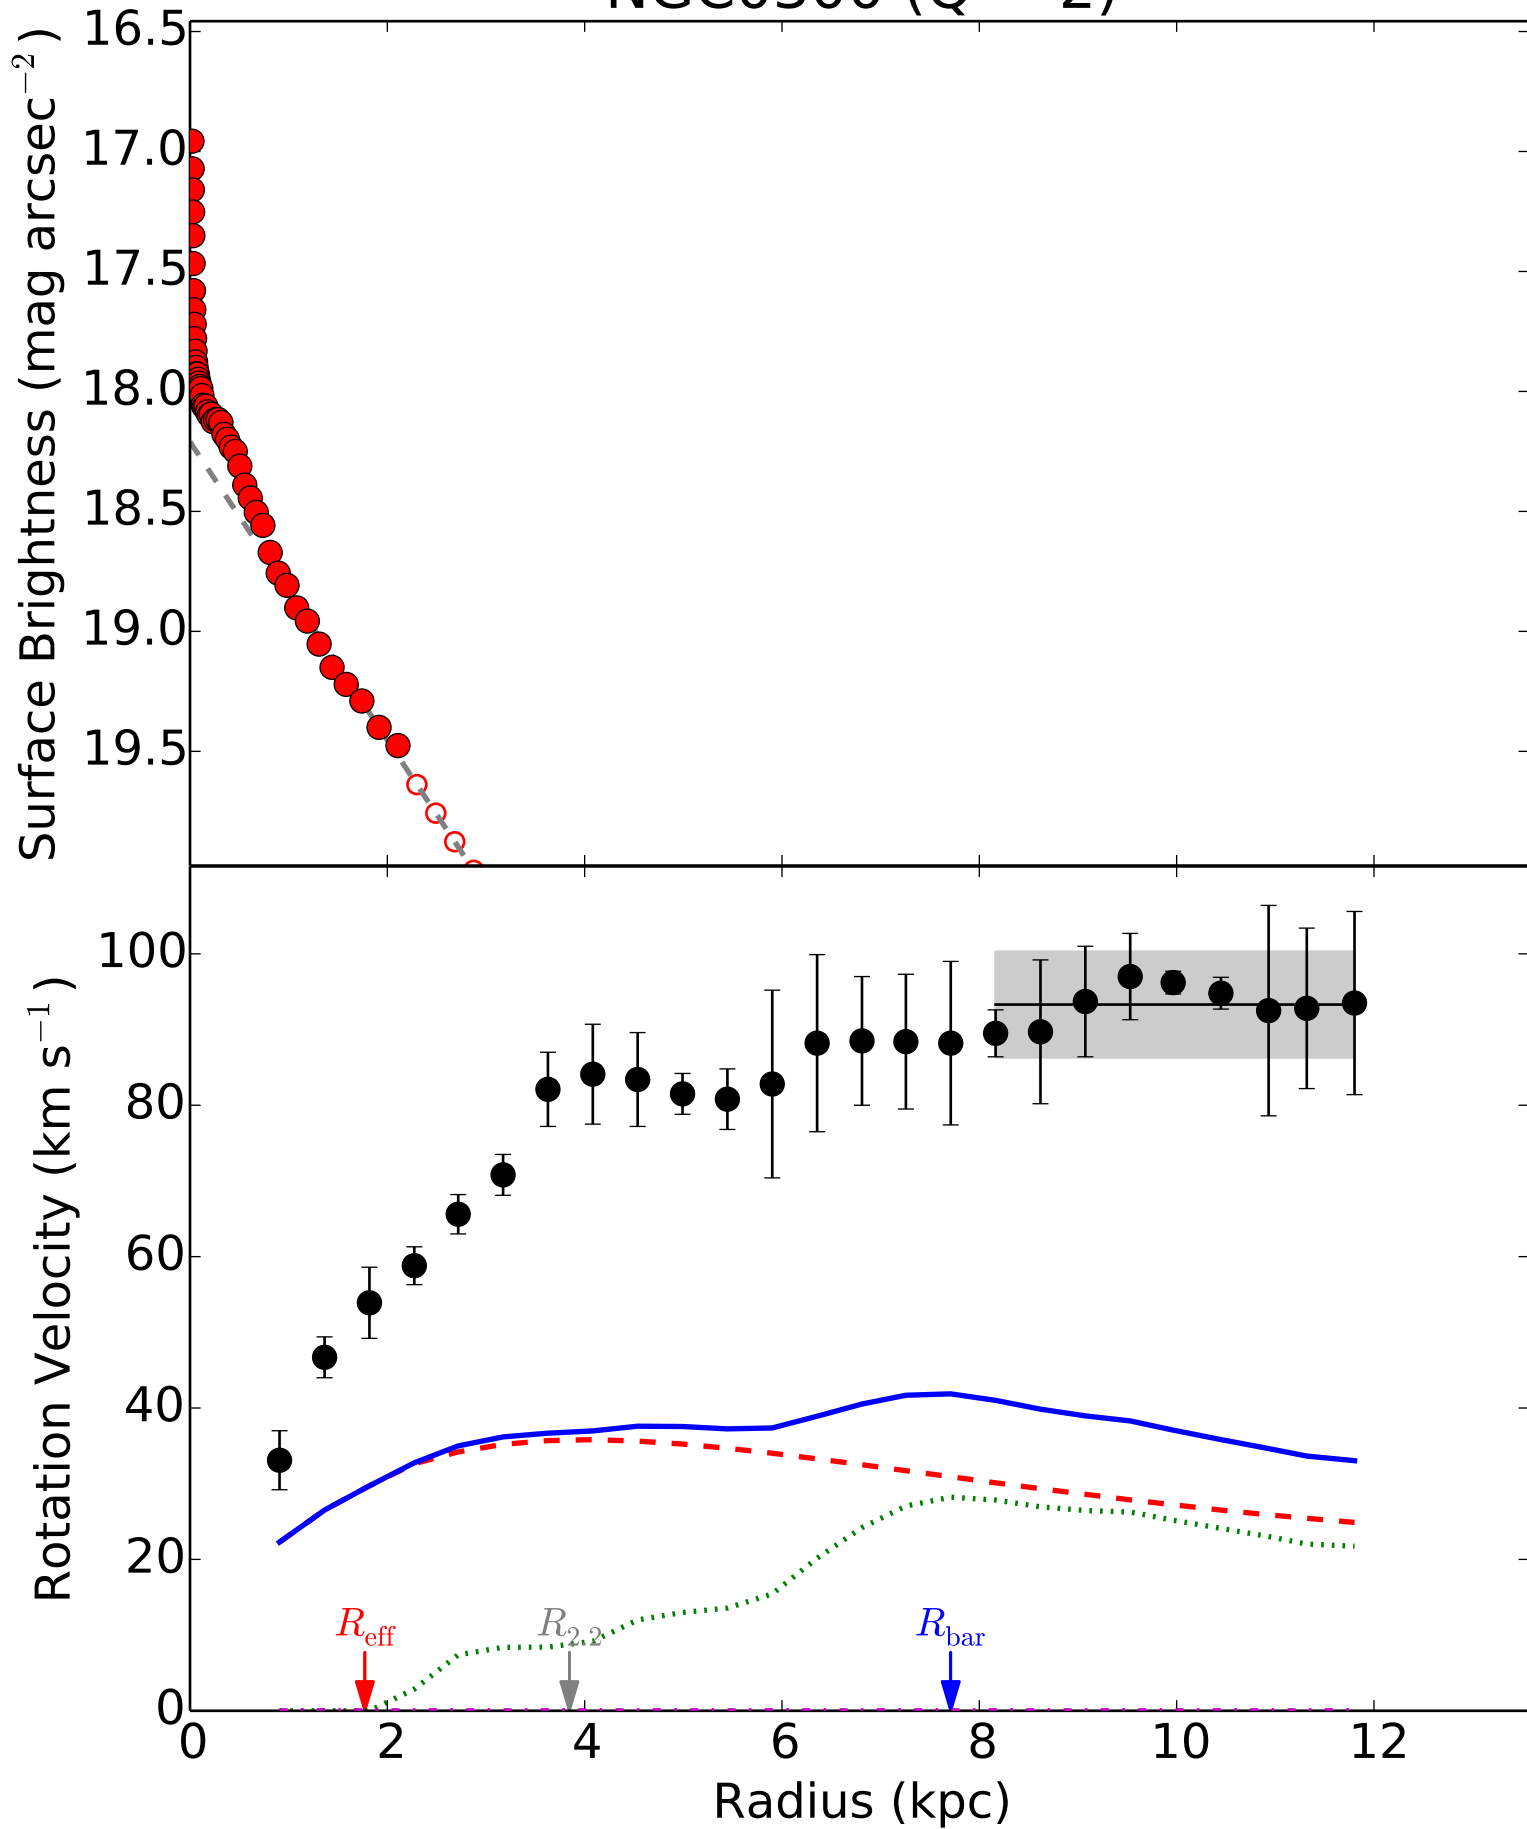 16.5
17.0
17.5
18.0
18.5
19.0
19.5
Surface Brightness (mag arcsec⁻²)
100
80
60
40
20
0
Rotation Velocity (km s⁻¹)
R_eff
R_2.2
R_bar
0 2 4 6 8 10 12
Radius (kpc)